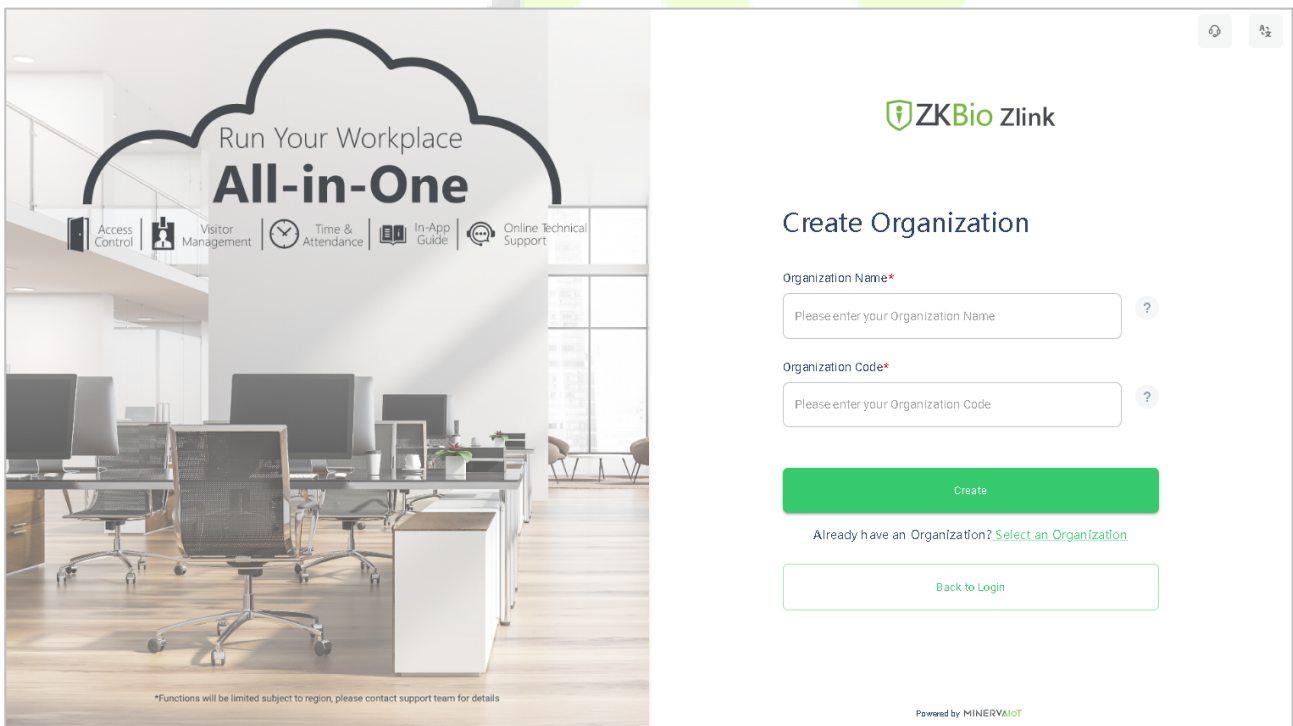 Run Your Workplace
All-in-One
Access Control
Visitor Management
Time & Attendance
In-App Guide
Online Technical Support
*Functions will be limited subject to region, please contact support team for details
ZKBio Zlink
Create Organization
Organization Name*
Please enter your Organization Name
?
Organization Code*
Please enter your Organization Code
?
Create
Already have an Organization? Select an Organization
Back to Login
Powered by MINERVAIOT